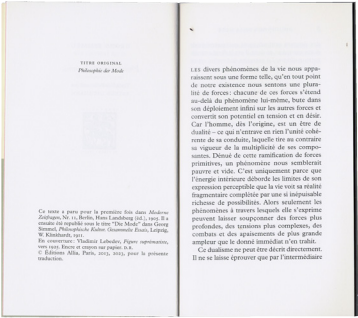 TITRE ORIGINAL
Philosophie der Mode
Ce texte a paru pour la première fois dans Moderne
Zeitfragen, Nr. 11, Berlin, Hans Landsberg (ed.), 1905. Il a
ensuite été republié sous le titre "Die Mode" dans Georg
Simmel, Philosophische Kultur. Gesammelte Essais, Leipzig,
W. Klinkhardt, 1911.
En couverture : Vladimir Lebedev, Figure suprématiste,
vers 1922. Encre et crayon sur papier.
© Éditions Allia, Paris, 2013, 2023, pour la présente
traduction.
LES divers phénomènes de la vie nous appa-
raissent sous une forme telle, qu'en tout point
de notre existence nous sentons une plura-
lité de forces : chacune de ces forces s'étend
au-delà du phénomène lui-même, bute dans
son déploiement infini sur les autres forces et
convertit son potentiel en tension et en désir.
Car l'homme, dès l'origine, est un être de
dualité – ce qui n'entrave en rien l'unité cohé-
rente de sa conduite, laquelle tire au contraire
sa vigueur de la multiplicité de ses compo-
santes. Dénué de cette ramification de forces
primitives, un phénomène nous semblerait
pauvre et vide. C'est uniquement parce que
l'énergie intérieure déborde les limites de son
expression perceptible que la vie voit sa réalité
fragmentaire complétée par une si inépuisable
richesse de possibilités. Alors seulement les
phénomènes à travers lesquels elle s'exprime
peuvent laisser soupçonner des forces plus
profondes, des tensions plus complexes, des
combats et des apaisements de plus grande
ampleur que le donné immédiat n'en trahit.
Ce dualisme ne peut être décrit directement.
Il ne se laisse éprouver que par l'intermédiaire